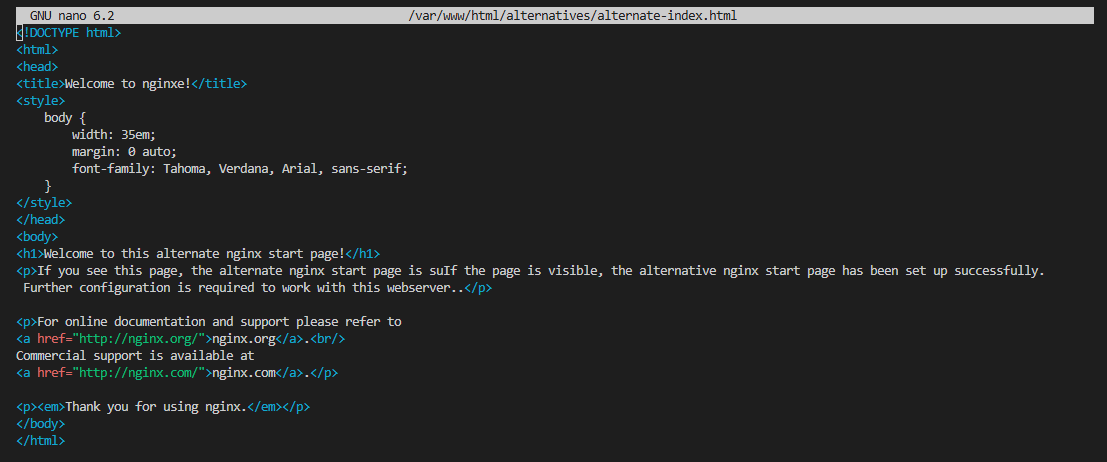 GNU nano 6.2 /var/www/html/alternatives/alternate-index.html
<!DOCTYPE html>
<html>
<head>
<title>Welcome to nginxe!</title>
<style>
    body {
        width: 35em;
        margin: 0 auto;
        font-family: Tahoma, Verdana, Arial, sans-serif;
    }
</style>
</head>
<body>
<h1>Welcome to this alternate nginx start page!</h1>
<p>If you see this page, the alternate nginx start page is suIf the page is visible, the alternative nginx start page has been set up successfully.
 Further configuration is required to work with this webserver..</p>

<p>For online documentation and support please refer to
<a href="http://nginx.org/">nginx.org</a>.<br/>
Commercial support is available at
<a href="http://nginx.com/">nginx.com</a>.</p>

<p><em>Thank you for using nginx.</em></p>
</body>
</html>